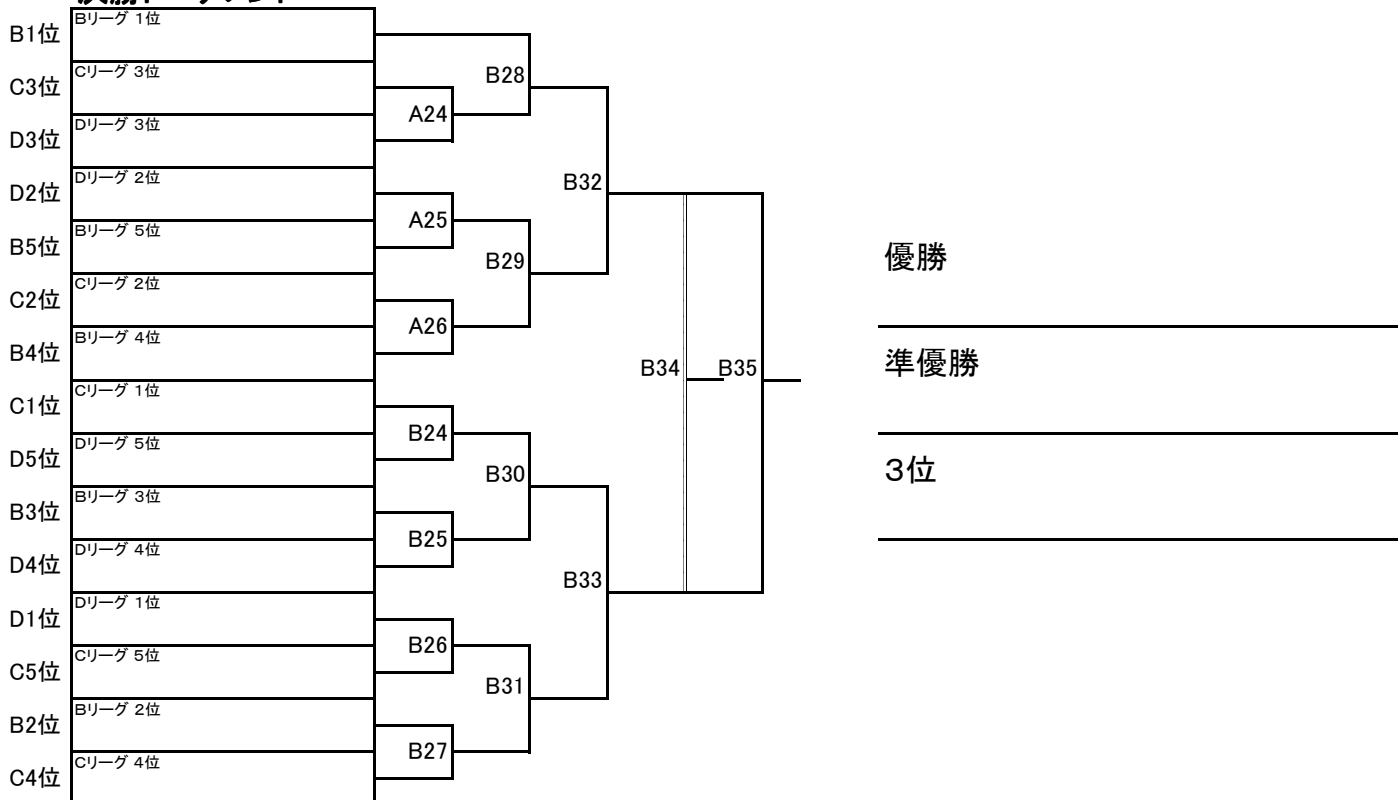 B1位 Bリーグ 1位
B28
C3位 Cリーグ 3位
A24
D3位 Dリーグ 3位
B32
D2位 Dリーグ 2位
A25
B5位 Bリーグ 5位
B29
C2位 Cリーグ 2位
A26
B4位 Bリーグ 4位
B34 B35
C1位 Cリーグ 1位
B24
D5位 Dリーグ 5位
B30
B3位 Bリーグ 3位
B25
D4位 Dリーグ 4位
B33
D1位 Dリーグ 1位
B26
C5位 Cリーグ 5位
B31
B2位 Bリーグ 2位
B27
C4位 Cリーグ 4位
優勝
準優勝
3位